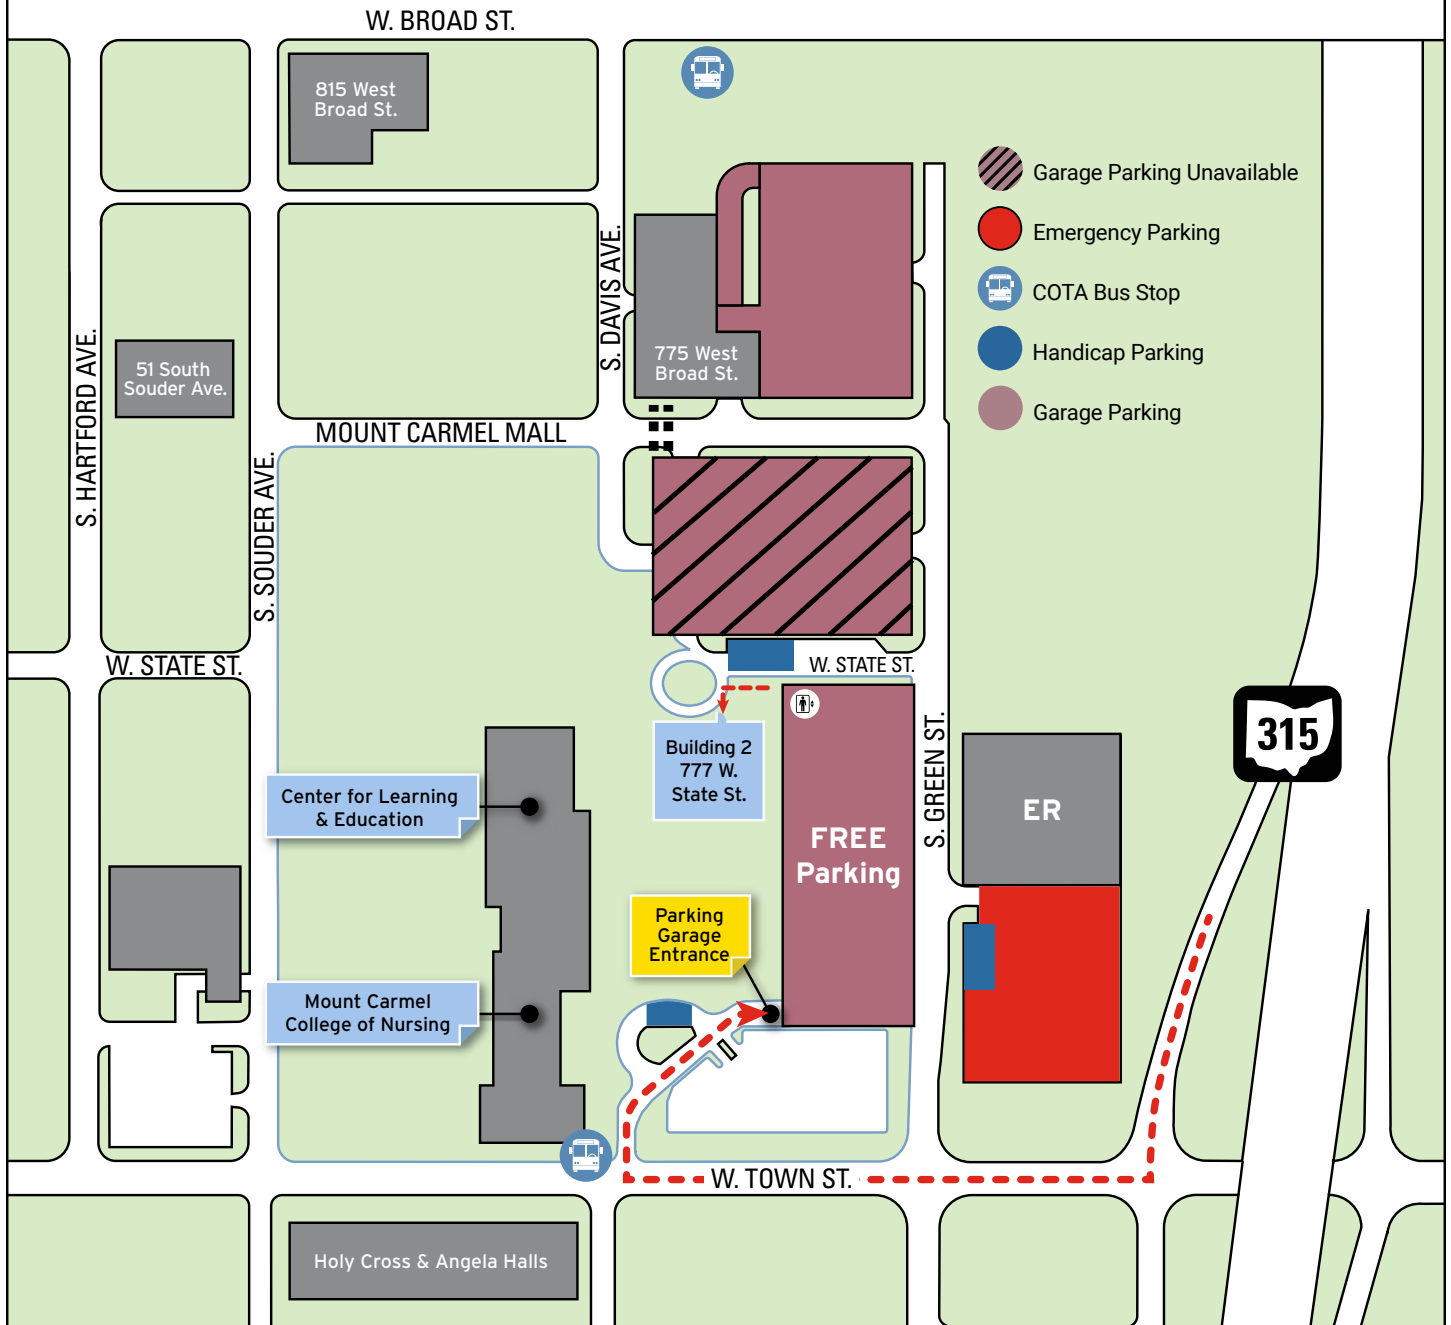 W. BROAD ST.
815 West
Broad St.
Garage Parking Unavailable
Emergency Parking
COTA Bus Stop
Handicap Parking
Garage Parking
S. DAVIS AVE.
775 West
Broad St.
S. HARTFORD AVE.
51 South
Souder Ave.
MOUNT CARMEL MALL
S. SOUDER AVE.
W. STATE ST.
W. STATE ST.
315
S. GREEN ST.
Building 2
777 W.
State St.
Center for Learning
& Education
ER
FREE
Parking
Parking
Garage
Entrance
Mount Carmel
College of Nursing
W. TOWN ST.
Holy Cross & Angela Halls